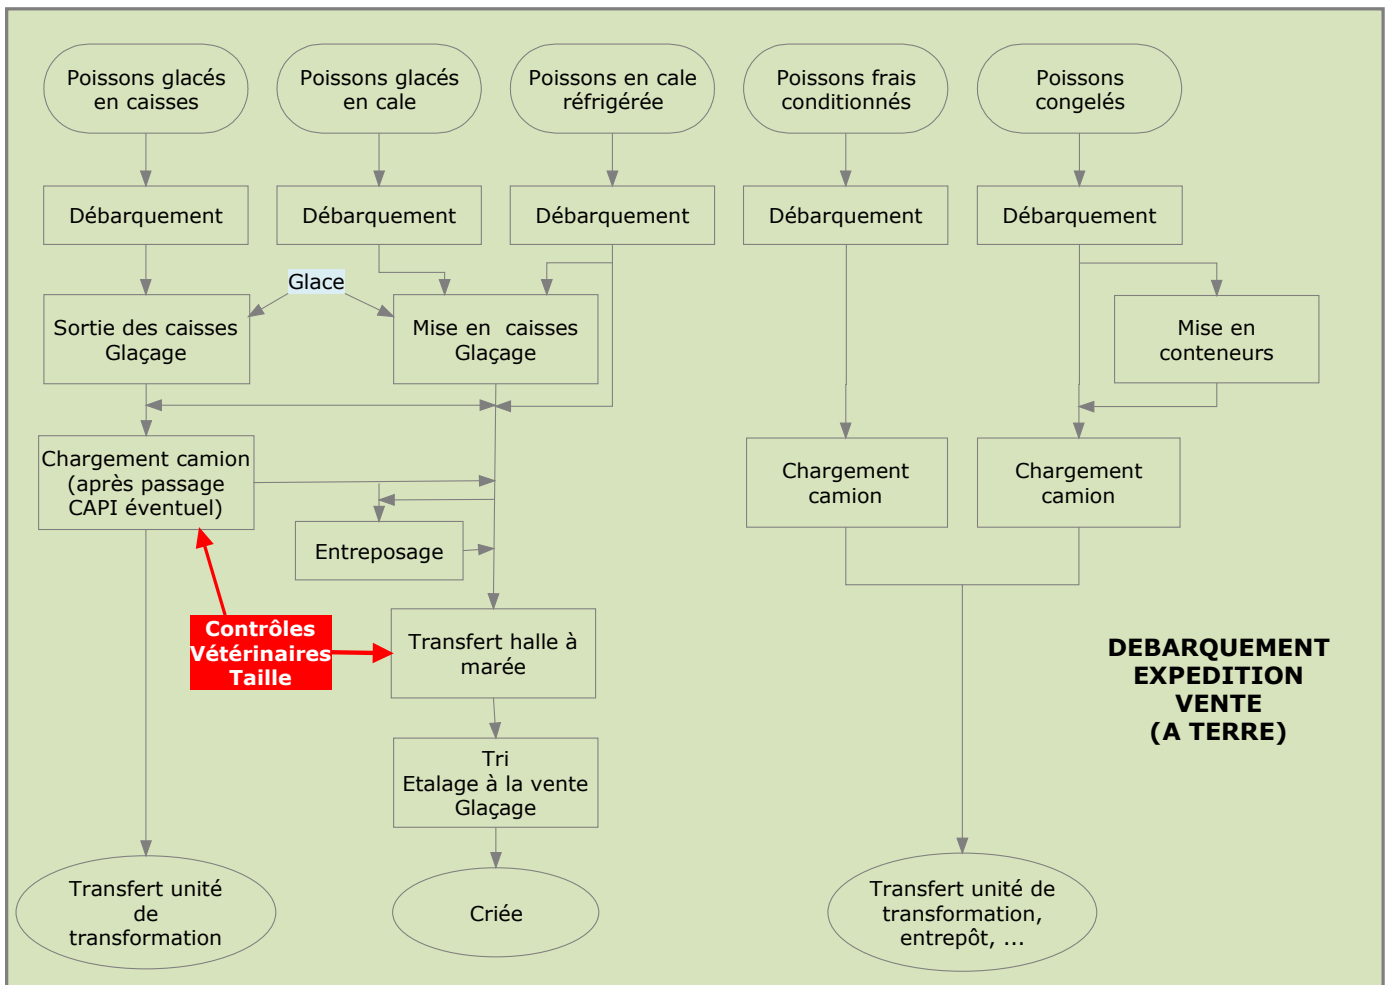 Poissons glacés
en caisses
Poissons glacés
en cale
Poissons en cale
réfrigérée
Poissons frais
conditionnés
Poissons
congelés
Débarquement
Débarquement
Débarquement
Débarquement
Débarquement
Glace
Sortie des caisses
Glaçage
Mise en caisses
Glaçage
Mise en
conteneurs
Chargement camion
(après passage
CAPI éventuel)
Chargement
camion
Chargement
camion
Entreposage
Contrôles
Vétérinaires
Taille
Transfert halle à
marée
DEBARQUEMENT
EXPEDITION
VENTE
(A TERRE)
Tri
Etalage à la vente
Glaçage
Transfert unité
de
transformation
Criée
Transfert unité de
transformation,
entrepôt, ...